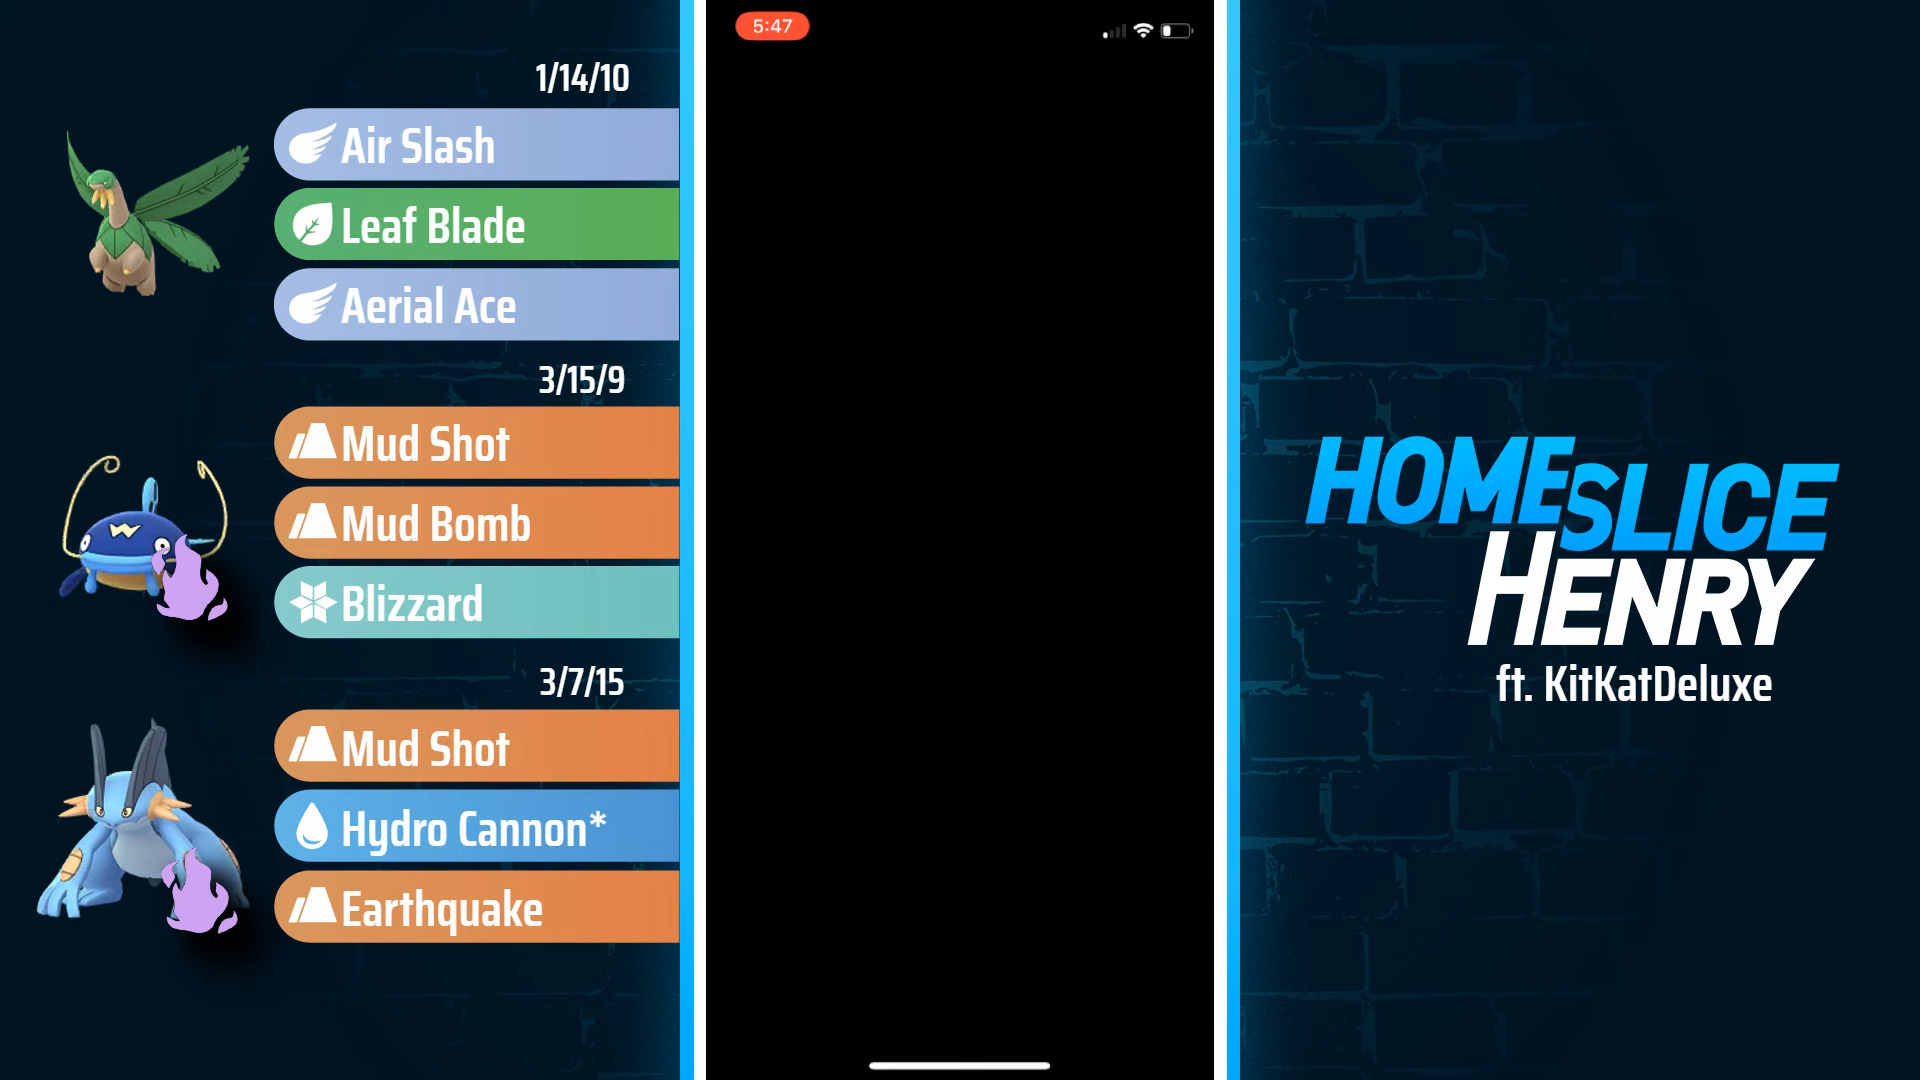 1/14/10
Air Slash
Leaf Blade
Aerial Ace
3/15/9
Mud Shot
Mud Bomb
Blizzard
3/7/15
Mud Shot
Hydro Cannon*
Earthquake
5:47
HOMESLICE
HENRY
ft. KitKatDeluxe